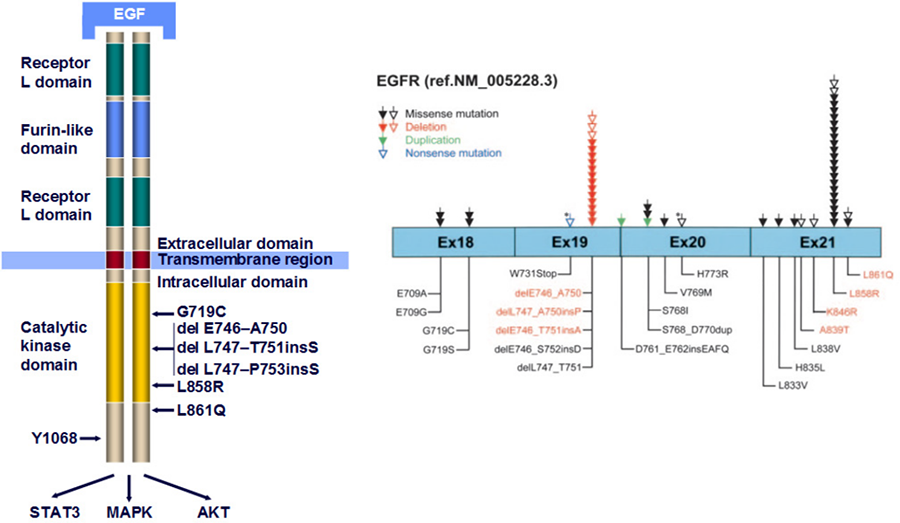 EGF
Receptor
L domain
Furin-like
domain
Receptor
L domain
Extracellular domain
Transmembrane region
Intracellular domain
Catalytic
kinase
domain
G719C
del E746–A750
del L747–T751insS
del L747–P753insS
L858R
L861Q
Y1068
STAT3
MAPK
AKT
EGFR (ref.NM_005228.3)
Missense mutation
Deletion
Duplication
Nonsense mutation
*
*
Ex18
Ex19
Ex20
Ex21
E709A
E709G
G719C
G719S
W731Stop
delE746_A750
delL747_A750insP
delE746_T751insA
delE746_S752insD
delL747_T751
H773R
V769M
S768I
S768_D770dup
D761_E762insEAFQ
L861Q
L858R
K846R
A839T
L838V
H835L
L833V